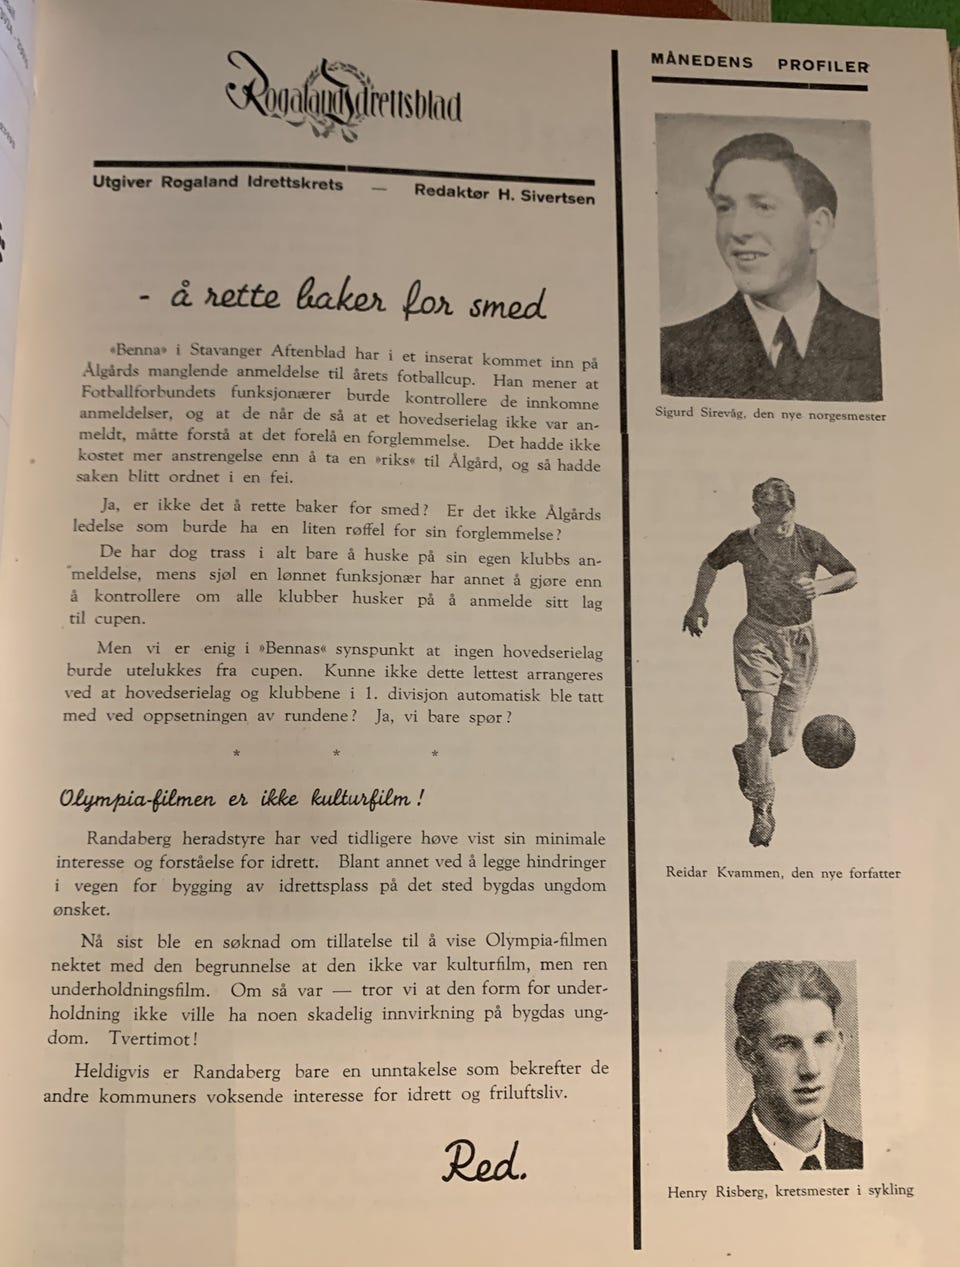 Rogaland Idrettsblad
Utgiver Rogaland Idrettskrets — Redaktør H. Sivertsen
- å rette baker for smed
«Benna» i Stavanger Aftenblad har i et inserat kommet inn på
Ålgårds manglende anmeldelse til årets fotballcup. Han mener at
Fotballforbundets funksjonærer burde kontrollere de innkomne
anmeldelser, og at de når de så at et hovedserielag ikke var an-
meldt, måtte forstå at det forelå en forglemmelse. Det hadde ikke
kostet mer anstrengelse enn å ta en »riks« til Ålgård, og så hadde
saken blitt ordnet i en fei.
Ja, er ikke det å rette baker for smed? Er det ikke Ålgårds
ledelse som burde ha en liten røffel for sin forglemmelse?
De har dog trass i alt bare å huske på sin egen klubbs an-
meldelse, mens sjøl en lønnet funksjonær har annet å gjøre enn
å kontrollere om alle klubber husker på å anmelde sitt lag
til cupen.
Men vi er enig i »Bennas« synspunkt at ingen hovedserielag
burde utelukkes fra cupen. Kunne ikke dette lettest arrangeres
ved at hovedserielag og klubbene i 1. divisjon automatisk ble tatt
med ved oppsetningen av rundene? Ja, vi bare spør?
* * *
Olympia-filmen er ikke kulturfilm!
Randaberg heradstyre har ved tidligere høve vist sin minimale
interesse og forståelse for idrett. Blant annet ved å legge hindringer
i vegen for bygging av idrettsplass på det sted bygdas ungdom
ønsket.
Nå sist ble en søknad om tillatelse til å vise Olympia-filmen
nektet med den begrunnelse at den ikke var kulturfilm, men ren
underholdningsfilm. Om så var — tror vi at den form for under-
holdning ikke ville ha noen skadelig innvirkning på bygdas ung-
dom. Tvertimot!
Heldigvis er Randaberg bare en unntakelse som bekrefter de
andre kommuners voksende interesse for idrett og friluftsliv.
Red.
MÅNEDENS PROFILER
Sigurd Sirevåg, den nye norgesmester
Reidar Kvammen, den nye forfatter
Henry Risberg, kretsmester i sykling